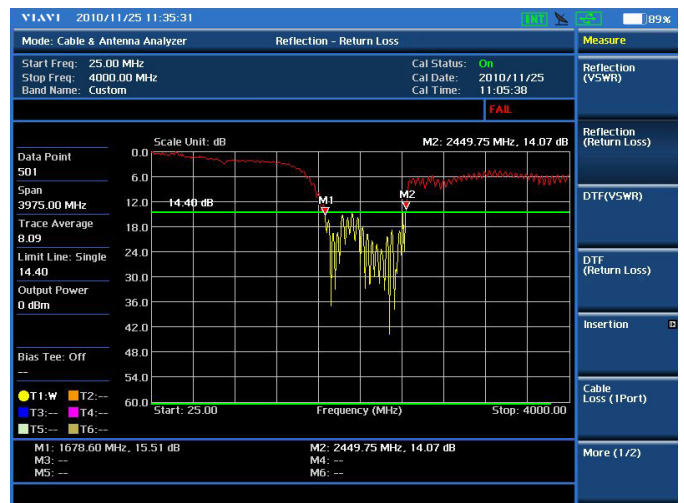 VIAVI 2010/11/25 11:35:31 INT 89%
Mode: Cable & Antenna Analyzer Reflection - Return Loss Measure
Start Freq: 25.00 MHz Cal Status: On
Stop Freq: 4000.00 MHz Cal Date: 2010/11/25
Band Name: Custom Cal Time: 11:05:38
Reflection
(VSWR)
FAIL
Reflection
(Return Loss)
Scale Unit: dB M2: 2449.75 MHz, 14.07 dB
Data Point
501
Span
3975.00 MHz
Trace Average
8.09
Limit Line: Single
14.40
Output Power
0 dBm
Bias Tee: Off
--
T1:W T2:--
T3:-- T4:--
T5:-- T6:--
0.0
6.0
12.0
18.0
24.0
30.0
36.0
42.0
48.0
54.0
60.0
14.40 dB
M1
M2
Start: 25.00 Frequency (MHz) Stop: 4000.00
DTF(VSWR)
DTF
(Return Loss)
Insertion
Cable
Loss (1Port)
More (1/2)
M1: 1678.60 MHz, 15.51 dB M2: 2449.75 MHz, 14.07 dB
M3: -- M4: --
M5: -- M6: --